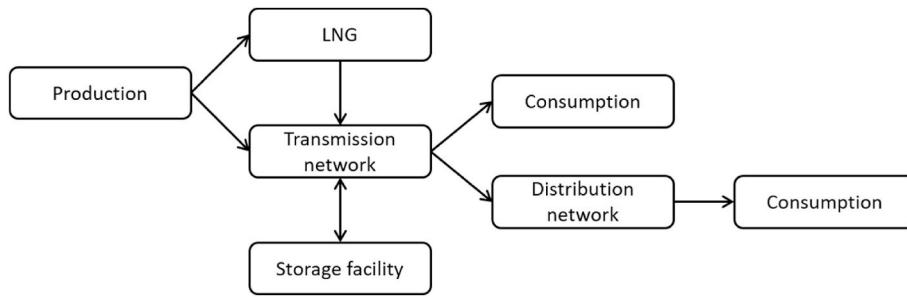 LNG
Production
Consumption
Transmission
network
Distribution
network
Consumption
Storage facility